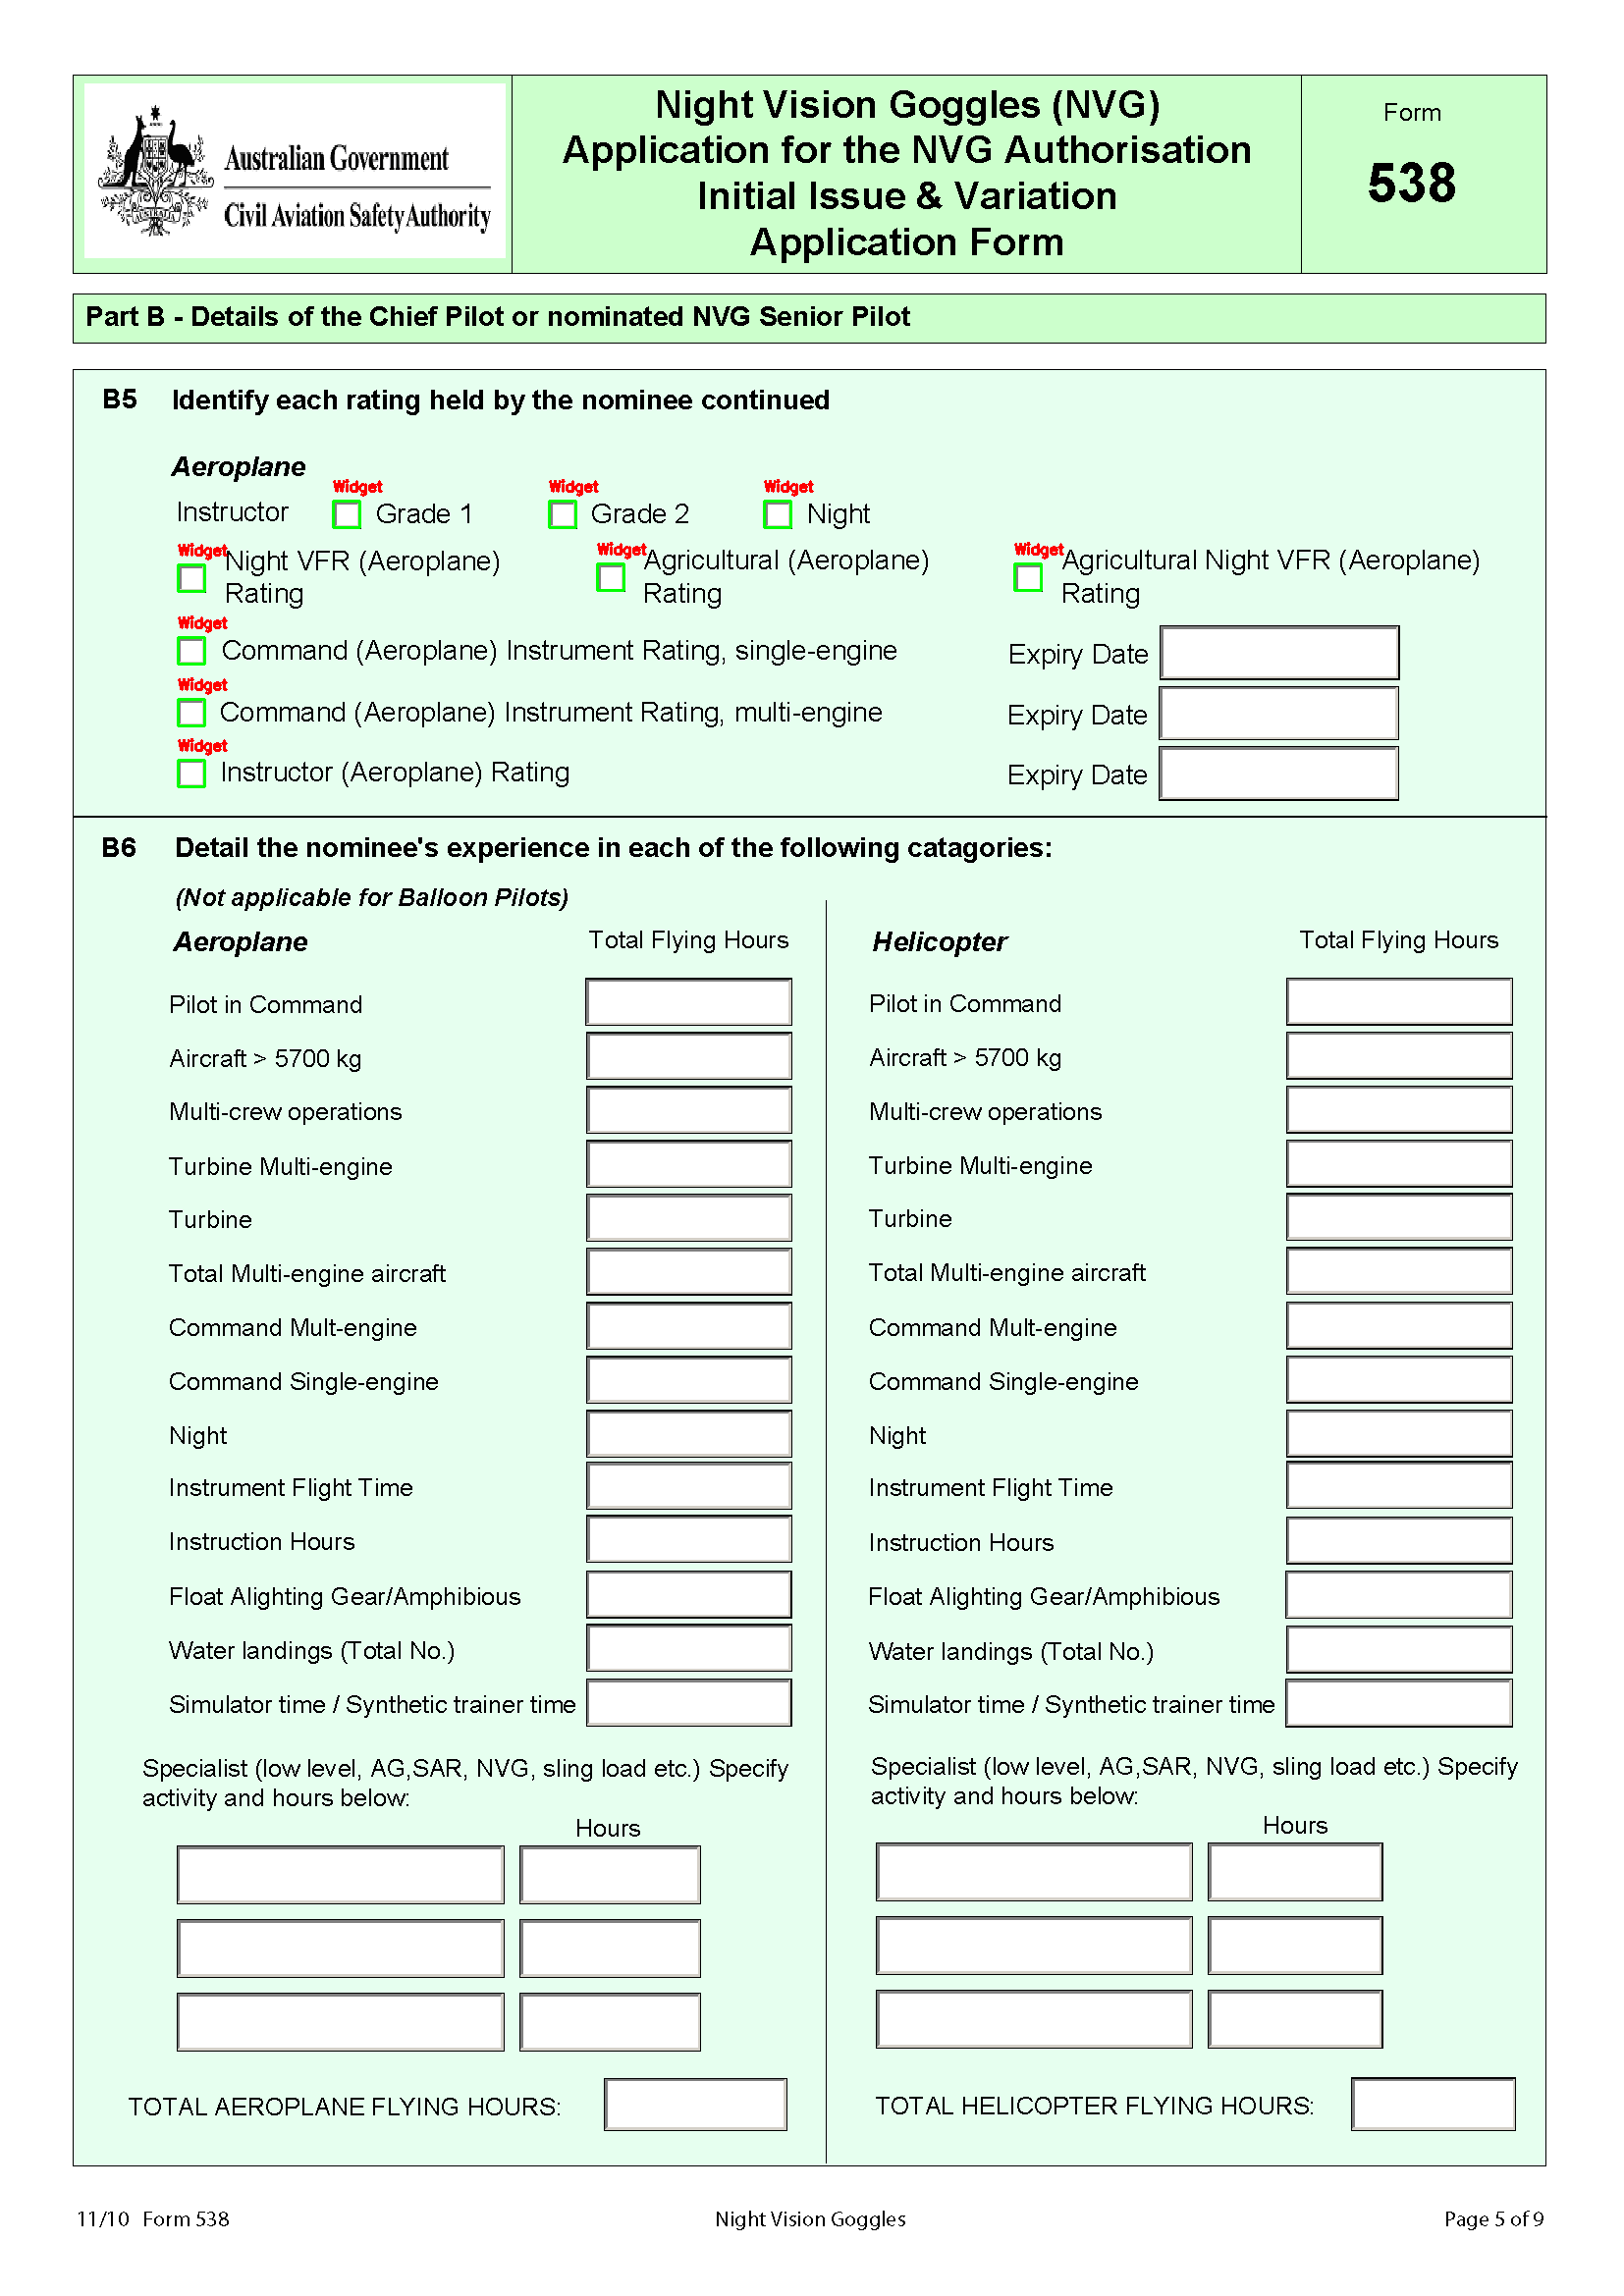 Australian Government
Civil Aviation Safety Authority
Night Vision Goggles (NVG)
Application for the NVG Authorisation
Initial Issue & Variation
Application Form
Form
538
Part B - Details of the Chief Pilot or nominated NVG Senior Pilot
B5 Identify each rating held by the nominee continued
Aeroplane
Widget Widget Widget
Instructor Grade 1 Grade 2 Night
Widget Night VFR (Aeroplane) Widget Agricultural (Aeroplane) Widget Agricultural Night VFR (Aeroplane)
Rating Rating Rating
Widget
Command (Aeroplane) Instrument Rating, single-engine Expiry Date
Widget
Command (Aeroplane) Instrument Rating, multi-engine Expiry Date
Widget
Instructor (Aeroplane) Rating Expiry Date
B6 Detail the nominee's experience in each of the following catagories:
(Not applicable for Balloon Pilots)
Aeroplane Total Flying Hours
Pilot in Command
Aircraft > 5700 kg
Multi-crew operations
Turbine Multi-engine
Turbine
Total Multi-engine aircraft
Command Mult-engine
Command Single-engine
Night
Instrument Flight Time
Instruction Hours
Float Alighting Gear/Amphibious
Water landings (Total No.)
Simulator time / Synthetic trainer time
Specialist (low level, AG,SAR, NVG, sling load etc.) Specify
activity and hours below:
Hours
TOTAL AEROPLANE FLYING HOURS:
Helicopter Total Flying Hours
Pilot in Command
Aircraft > 5700 kg
Multi-crew operations
Turbine Multi-engine
Turbine
Total Multi-engine aircraft
Command Mult-engine
Command Single-engine
Night
Instrument Flight Time
Instruction Hours
Float Alighting Gear/Amphibious
Water landings (Total No.)
Simulator time / Synthetic trainer time
Specialist (low level, AG,SAR, NVG, sling load etc.) Specify
activity and hours below:
Hours
TOTAL HELICOPTER FLYING HOURS:
11/10 Form 538 Night Vision Goggles Page 5 of 9